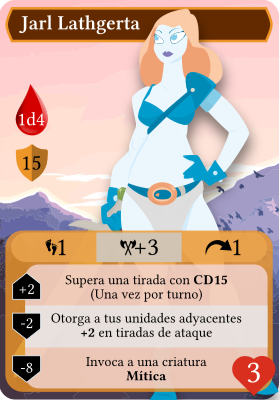 Jarl Lathgerta
1d4
15
1 +3 1
+2 Supera una tirada con CD15
(Una vez por turno)
-2 Otorga a tus unidades adyacentes
+2 en tiradas de ataque
-8 Invoca a una criatura
Mítica
3